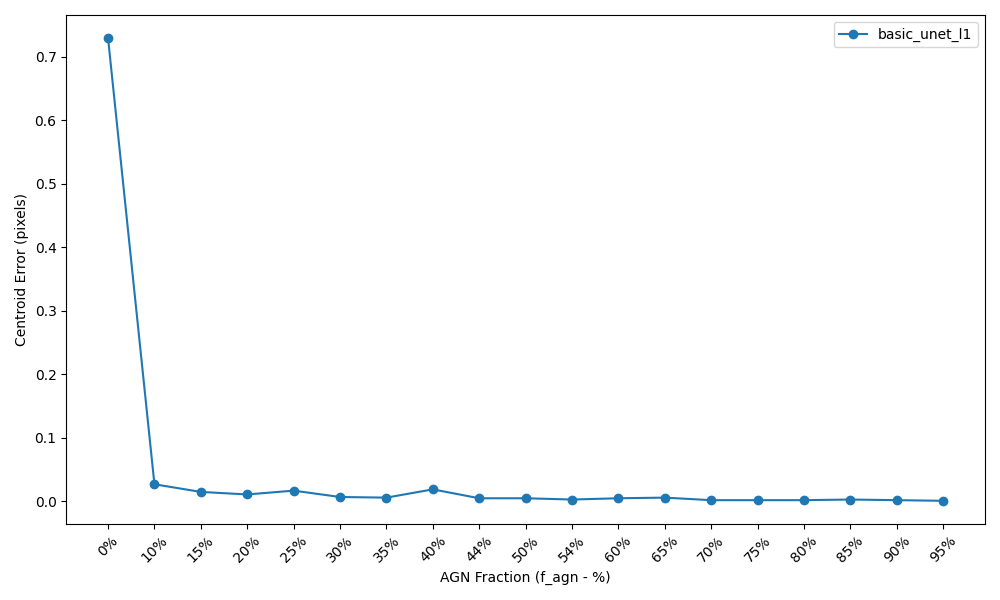 basic_unet_l1
Centroid Error (pixels)
0.7
0.6
0.5
0.4
0.3
0.2
0.1
0.0
0% 10% 15% 20% 25% 30% 35% 40% 44% 50% 54% 60% 65% 70% 75% 80% 85% 90% 95%
AGN Fraction (f_agn - %)